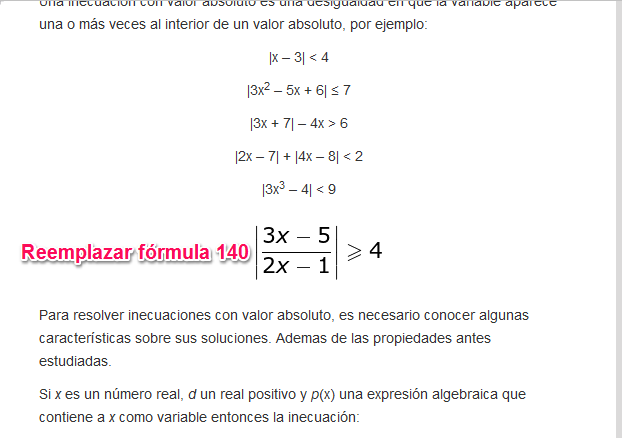 una inecuación con valor absoluto es una desigualdad en que la variable aparece
una o más veces al interior de un valor absoluto, por ejemplo:
|x – 3| < 4
|3x² – 5x + 6| ≤ 7
|3x + 7| – 4x > 6
|2x – 7| + |4x – 8| < 2
|3x³ – 4| < 9
Reemplazar fórmula 140 |(3x − 5)/(2x − 1)| ⩾ 4
Para resolver inecuaciones con valor absoluto, es necesario conocer algunas
características sobre sus soluciones. Ademas de las propiedades antes
estudiadas.
Si x es un número real, d un real positivo y p(x) una expresión algebraica que
contiene a x como variable entonces la inecuación: